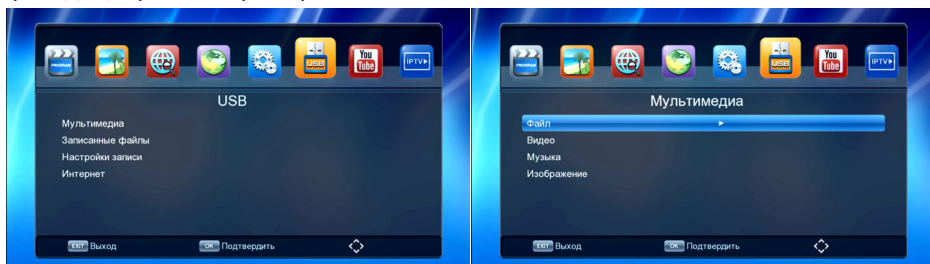 PROGRAM
USB
You
Tube
IPTV
USB
Мультимедиа
Записанные файлы
Настройки записи
Интернет
EXIT Выход
OK Подтвердить
PROGRAM
USB
You
Tube
IPTV
Мультимедиа
Файл
Видео
Музыка
Изображение
EXIT Выход
OK Подтвердить